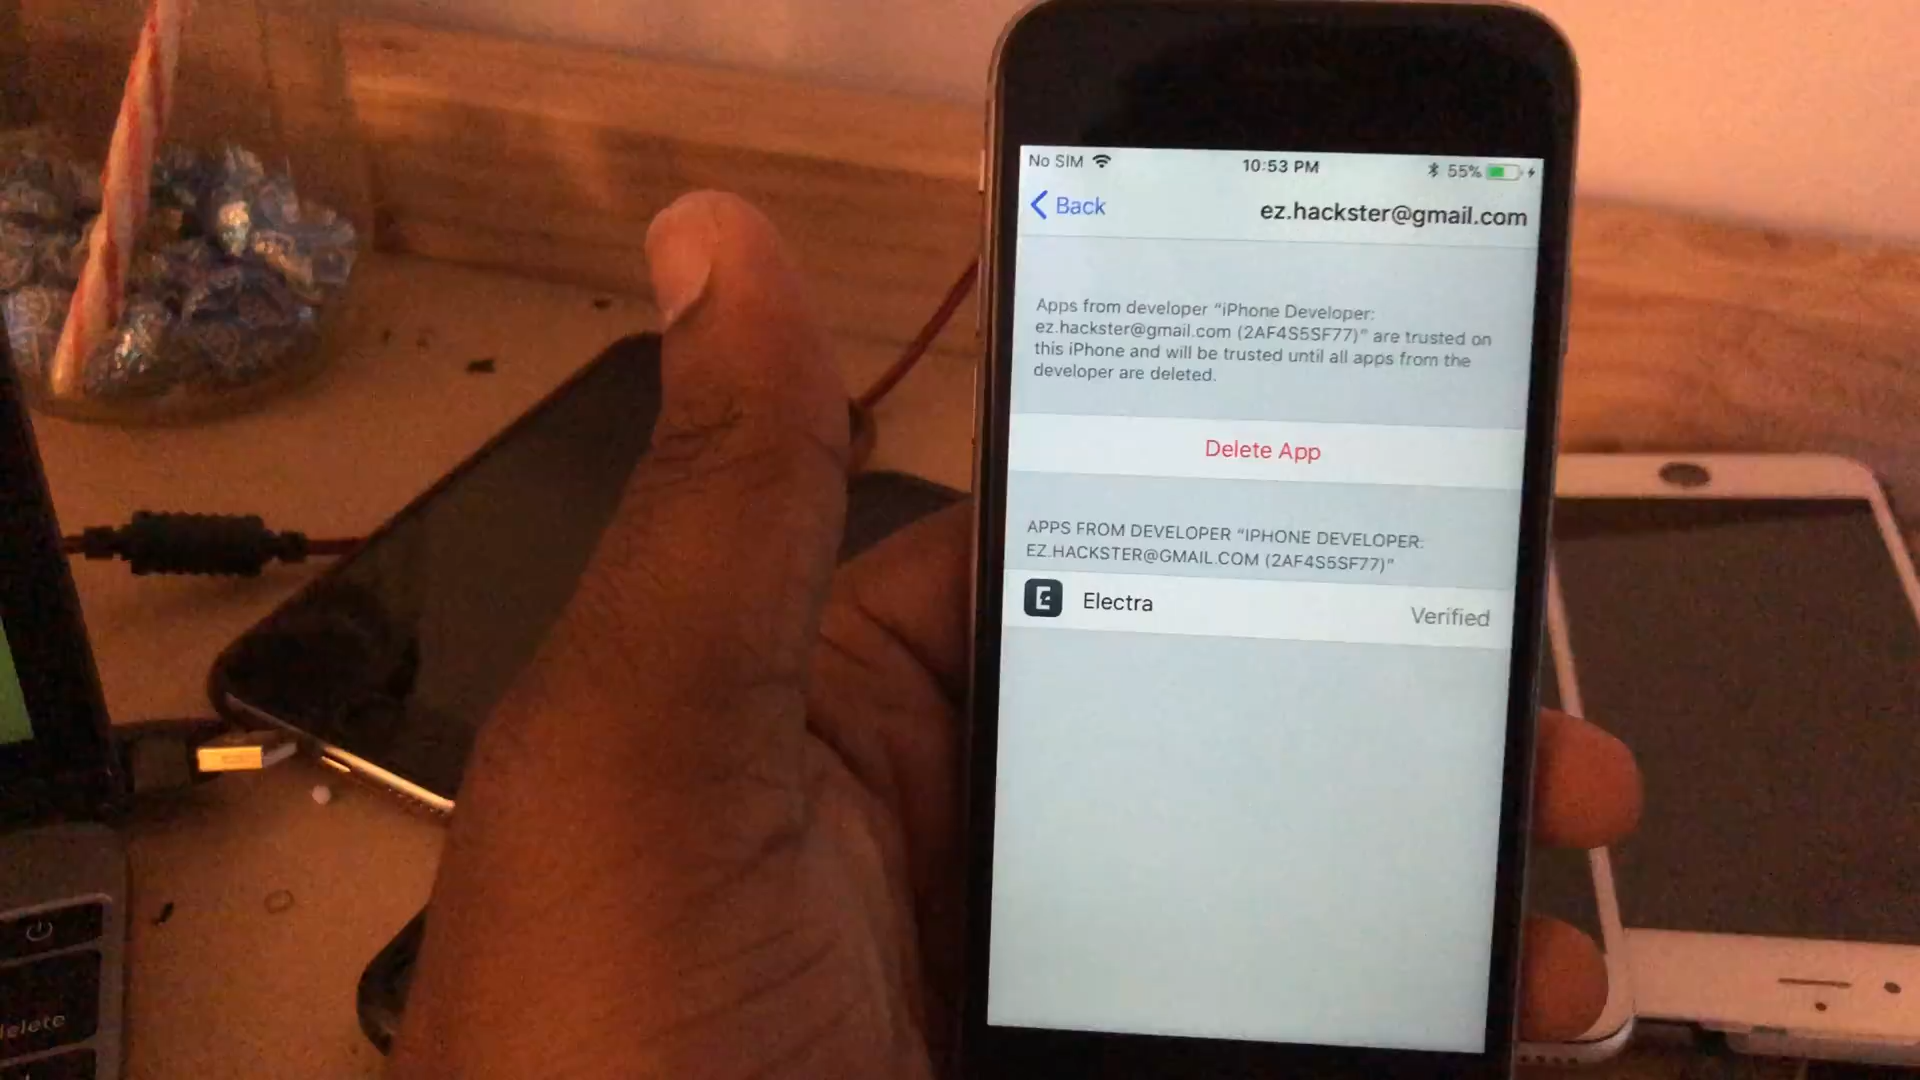 No SIM 10:53 PM 55%
Back ez.hackster@gmail.com
Apps from developer "iPhone Developer:
ez.hackster@gmail.com (2AF4S5SF77)" are trusted on
this iPhone and will be trusted until all apps from the
developer are deleted.
Delete App
APPS FROM DEVELOPER "IPHONE DEVELOPER:
EZ.HACKSTER@GMAIL.COM (2AF4S5SF77)"
E Electra Verified
delete